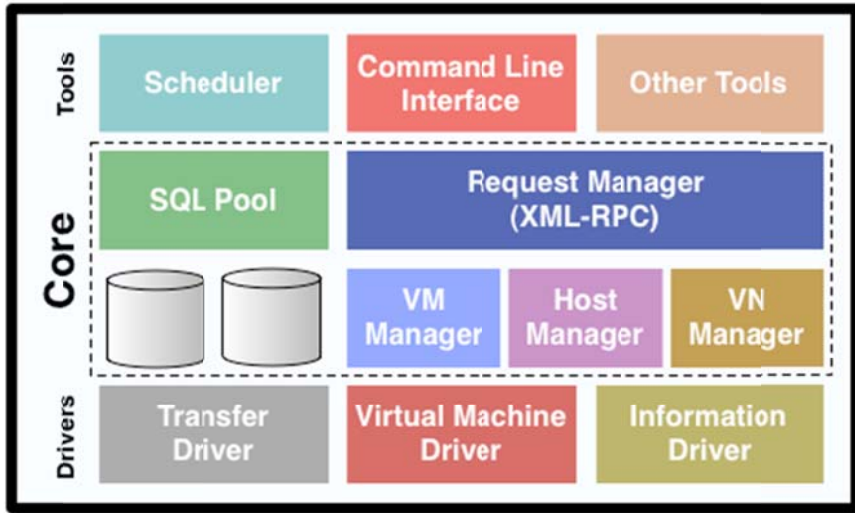 Tools
Scheduler
Command Line
Interface
Other Tools
Core
SQL Pool
Request Manager
(XML-RPC)
VM
Manager
Host
Manager
VN
Manager
Drivers
Transfer
Driver
Virtual Machine
Driver
Information
Driver